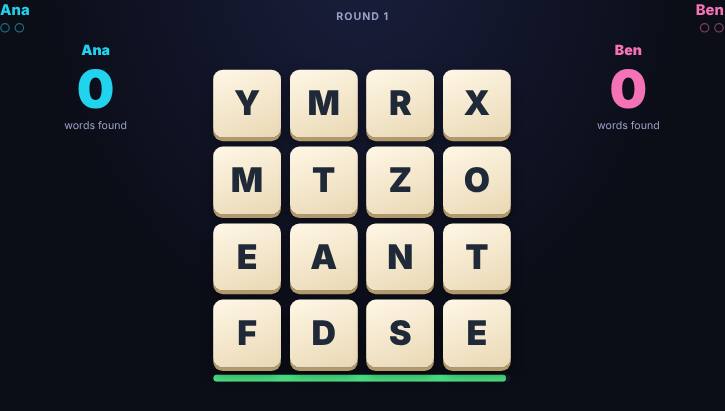 Ana
ROUND 1
Ben
Ana
0
words found
Ben
0
words found
Y M R X
M T Z O
E A N T
F D S E